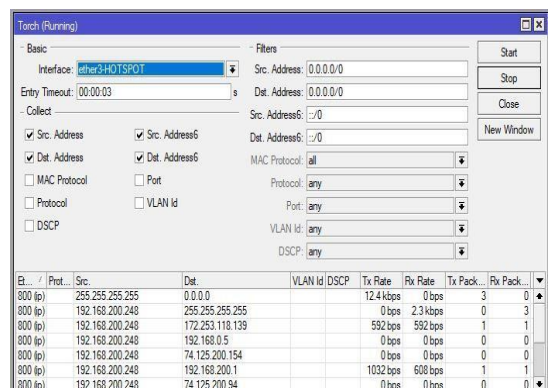 Torch (Running)
Basic
Interface: ether3-HOTSPOT
Entry Timeout: 00:00:03 s
Collect
Src. Address Src. Address6
Dst. Address Dst. Address6
MAC Protocol Port
Protocol VLAN Id
DSCP
Filters
Src. Address: 0.0.0.0/0
Dst. Address: 0.0.0.0/0
Src. Address6: ::/0
Dst. Address6: ::/0
MAC Protocol: all
Protocol: any
Port: any
VLAN Id: any
DSCP: any
Start
Stop
Close
New Window
Et... Prot... Src. Dst. VLAN Id DSCP Tx Rate Rx Rate Tx Pack... Rx Pack...
800 (ip) 255.255.255.255 0.0.0.0 12.4 kbps 0 bps 3 0
800 (ip) 192.168.200.248 255.255.255.255 0 bps 2.3 kbps 0 3
800 (ip) 192.168.200.248 172.253.118.139 592 bps 592 bps 1 1
800 (ip) 192.168.200.248 192.168.0.5 0 bps 0 bps 0 0
800 (ip) 192.168.200.248 74.125.200.154 0 bps 0 bps 0 0
800 (ip) 192.168.200.248 192.168.200.1 1032 bps 608 bps 1 1
800 (ip) 192.168.200.248 74.125.200.94 0 bps 0 bps 0 0